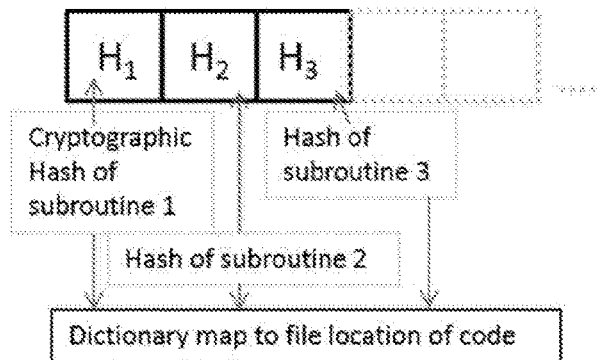 H₁ H₂ H₃
Cryptographic
Hash of
subroutine 1
Hash of
subroutine 3
Hash of subroutine 2
Dictionary map to file location of code